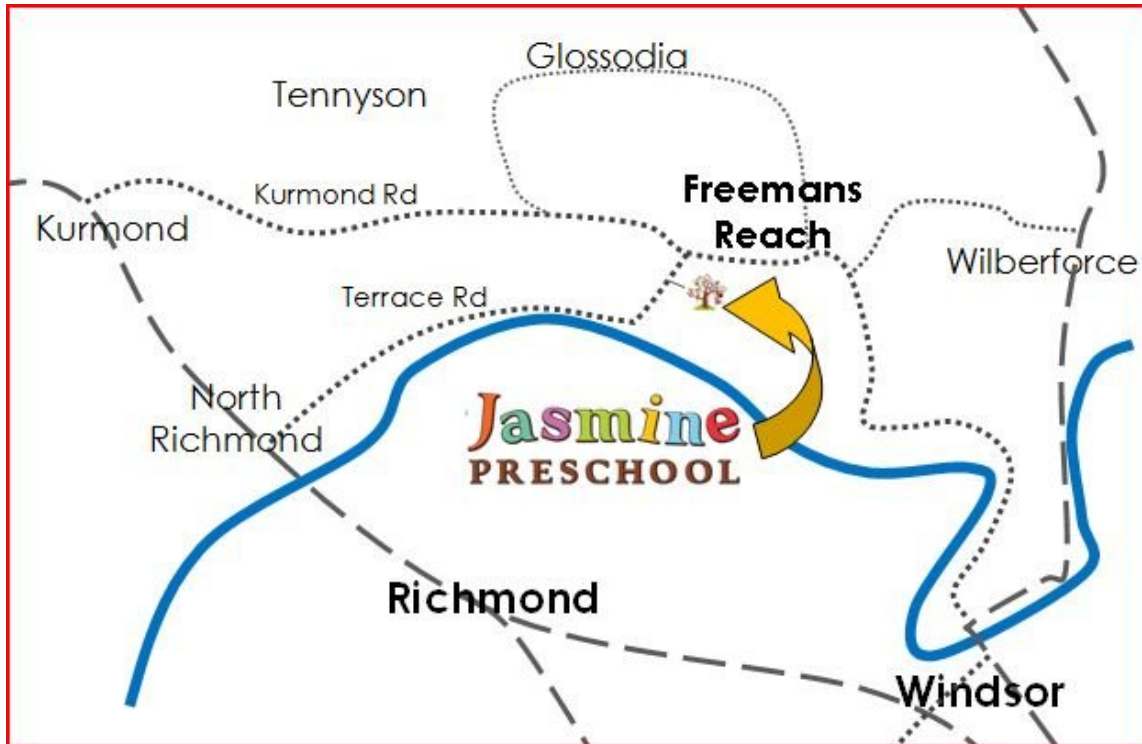 Glossodia
Tennyson
Kurmond Rd
Freemans
Reach
Kurmond
Wilberforce
Terrace Rd
North
Richmond
Jasmine
PRESCHOOL
Richmond
Windsor